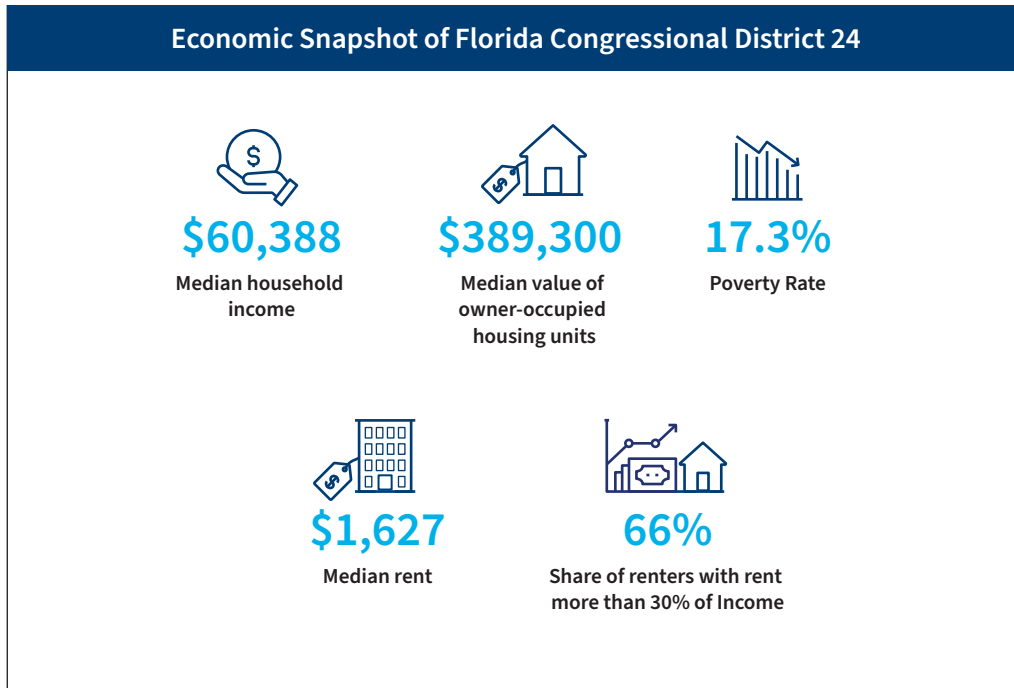 Economic Snapshot of Florida Congressional District 24
$
$
$60,388
$389,300
17.3%
Median household
income
Median value of
owner-occupied
housing units
Poverty Rate
$
$1,627
66%
Median rent
Share of renters with rent
more than 30% of Income